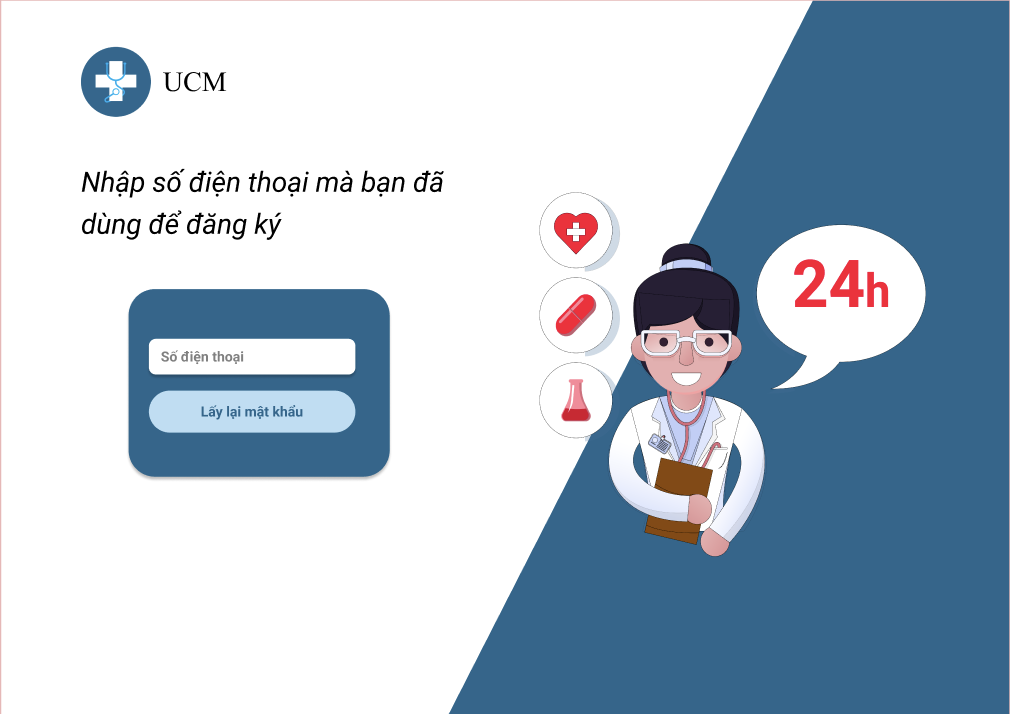 UCM
Nhập số điện thoại mà bạn đã
dùng để đăng ký
Số điện thoại
Lấy lại mật khẩu
24h